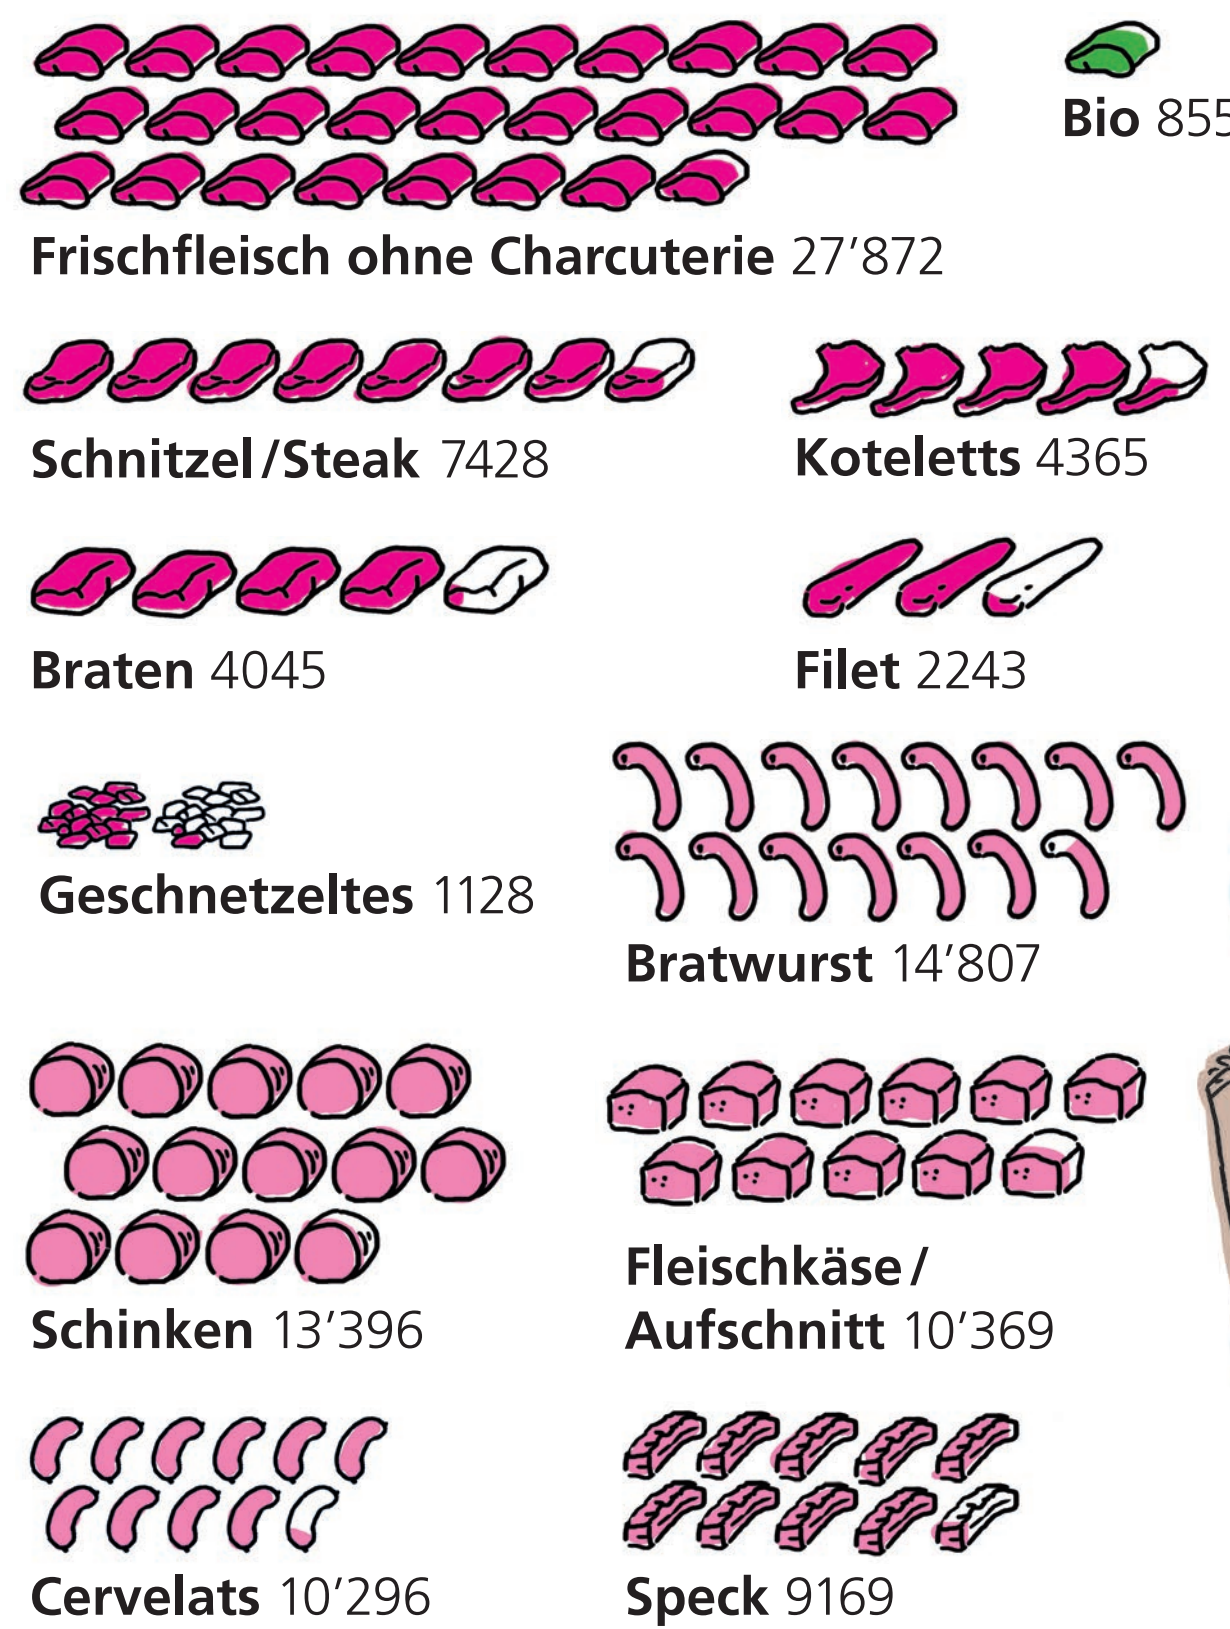 Bio 855
Frischfleisch ohne Charcuterie 27’872
Schnitzel/Steak 7428
Koteletts 4365
Braten 4045
Filet 2243
Geschnetzeltes 1128
Bratwurst 14’807
Schinken 13’396
Fleischkäse/
Aufschnitt 10’369
Cervelats 10’296
Speck 9169